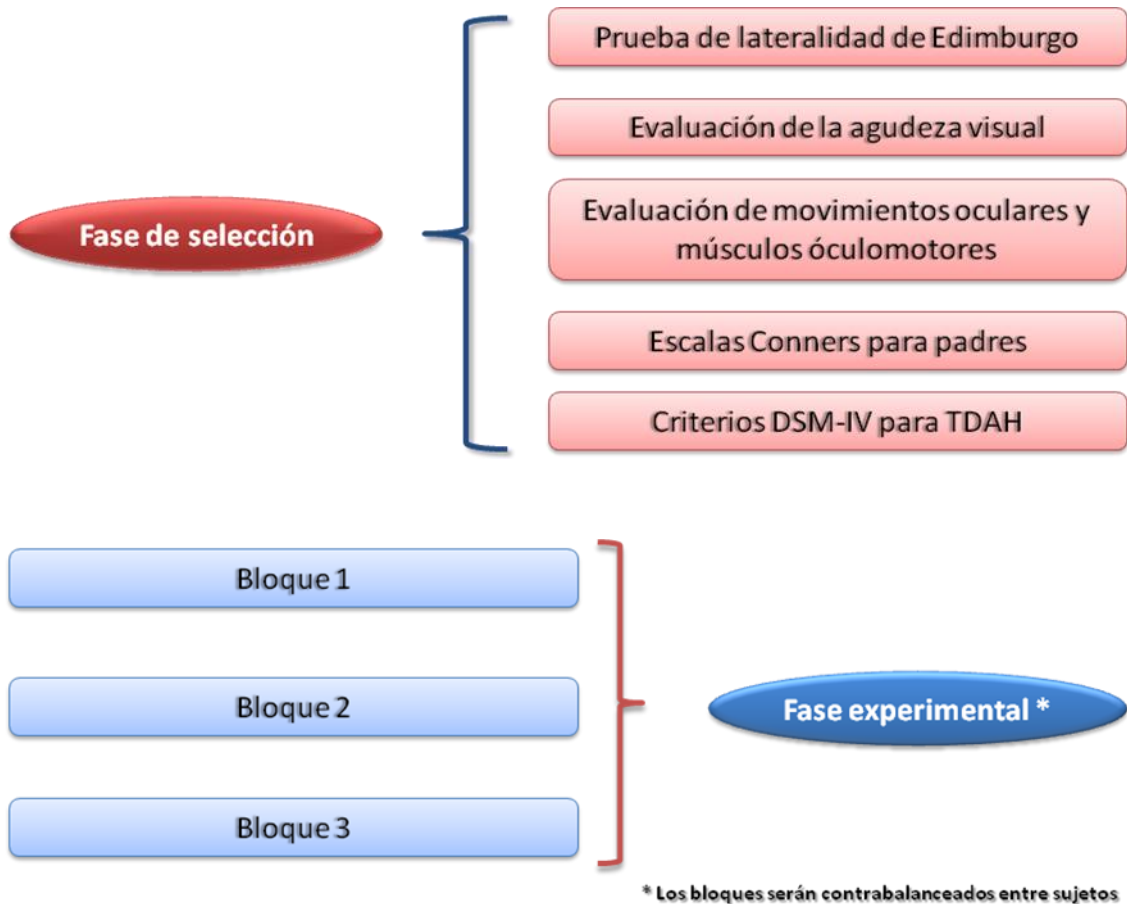 Fase de selección
Prueba de lateralidad de Edimburgo
Evaluación de la agudeza visual
Evaluación de movimientos oculares y
músculos óculomotores
Escalas Conners para padres
Criterios DSM-IV para TDAH
Bloque 1
Bloque 2
Bloque 3
Fase experimental *
* Los bloques serán contrabalanceados entre sujetos